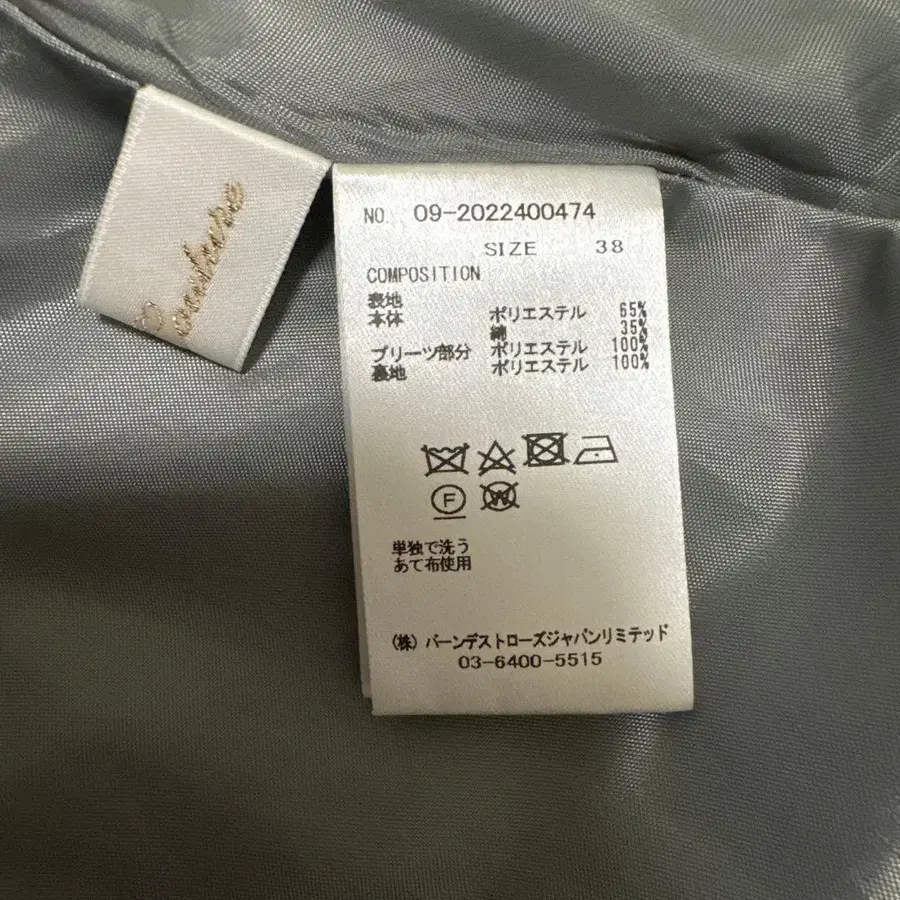 NO. 09-2022400474
SIZE 38
COMPOSITION
表地
本体 ポリエステル 65%
綿 35%
プリーツ部分 ポリエステル 100%
裏地 ポリエステル 100%
F
W
単独で洗う
あて布使用
(株) バーンデストローズジャパンリミテッド
03-6400-5515